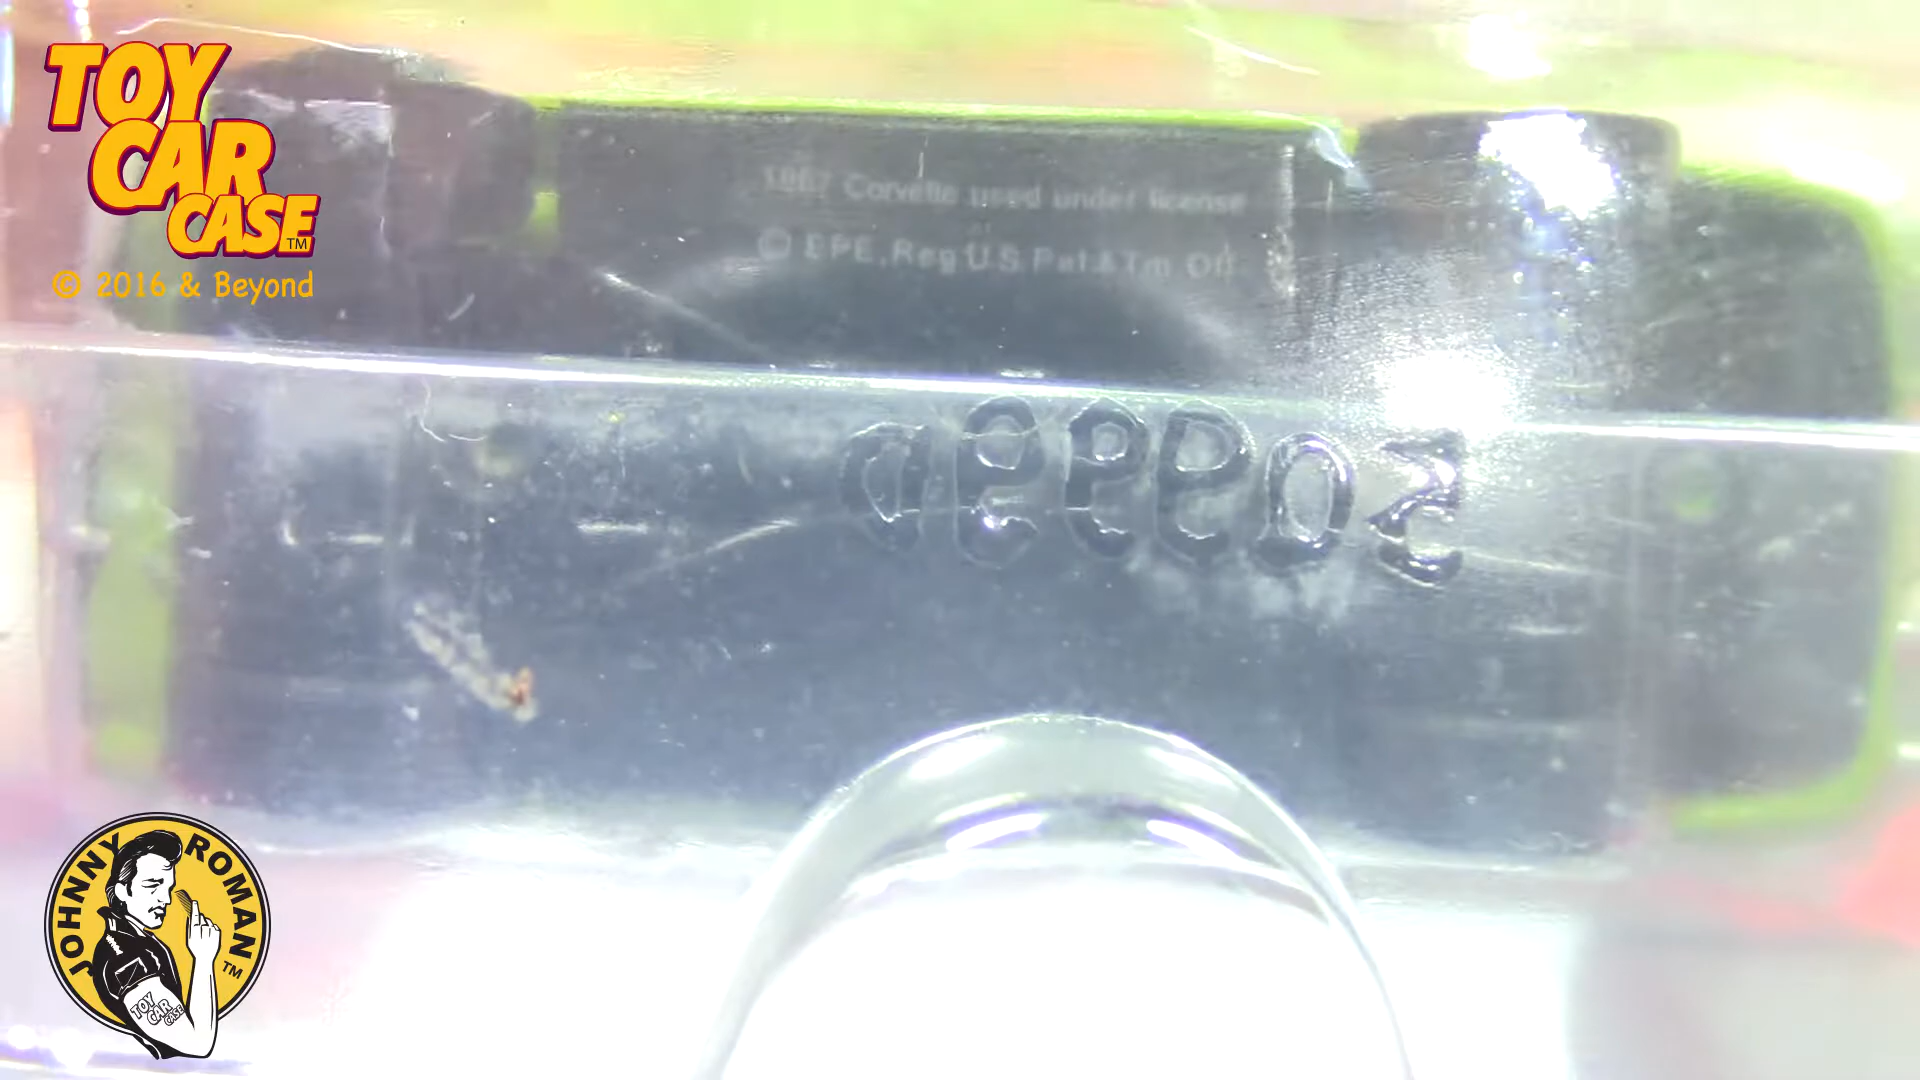 TOY
CAR
CASE™
© 2016 & Beyond
Corvette used under license
© EPE, Reg U.S Pat & Tm Off.
JOHNNY ROMAN™
TOY
CAR
CASE